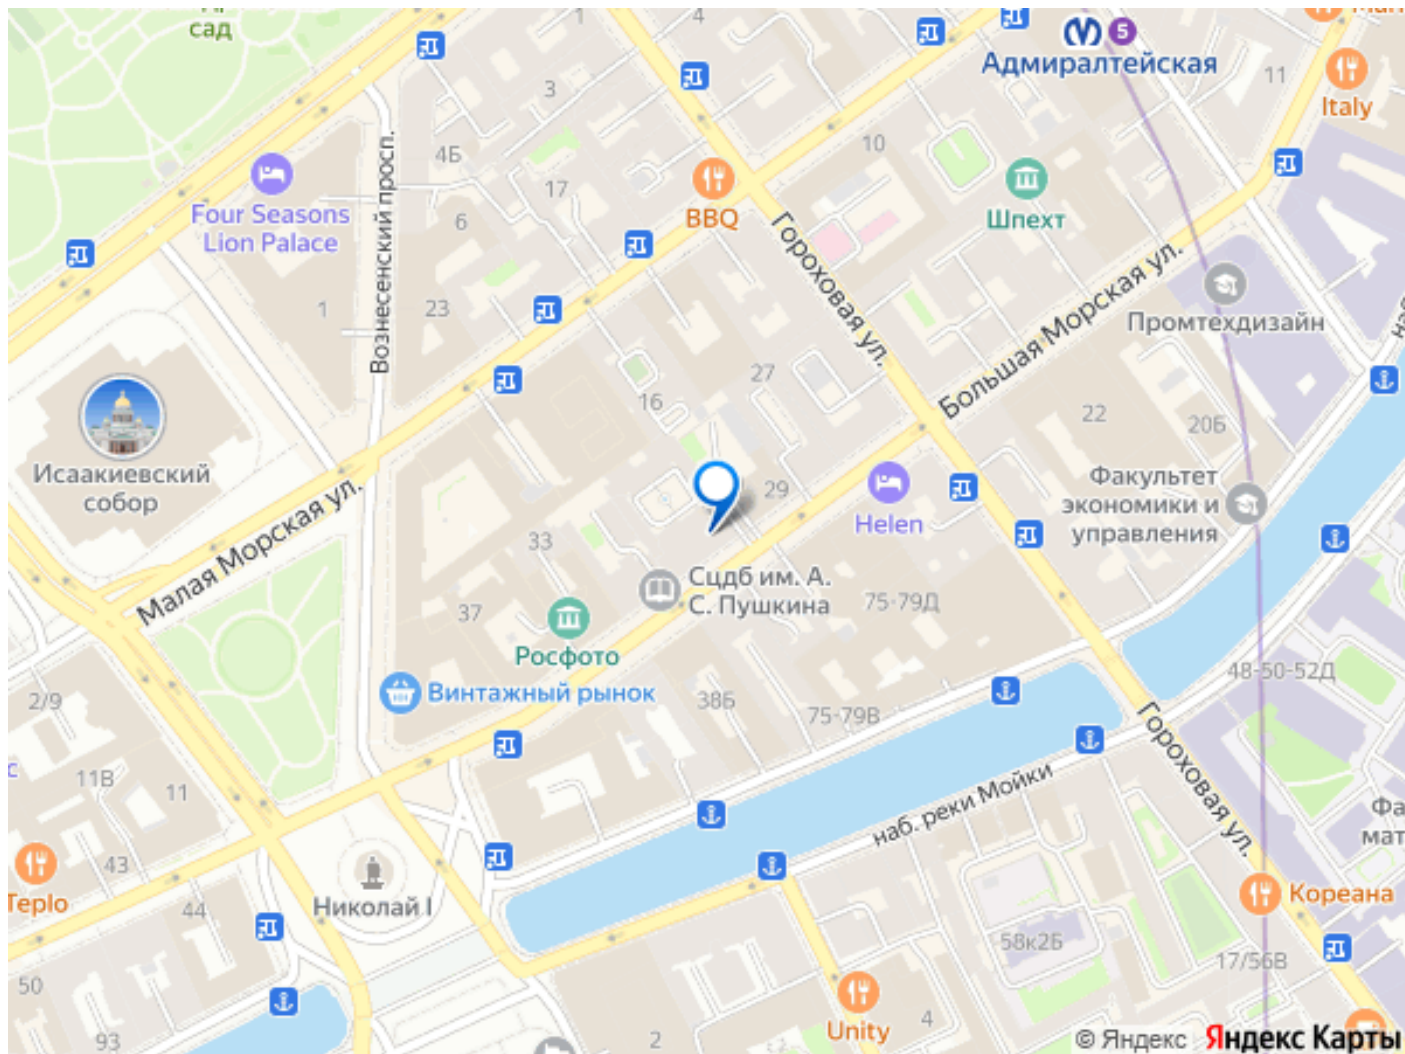 сад
1
4
5
Адмиралтейская
11
Italy
3
4Б
10
17
BBQ
Шпехт
Four Seasons
Lion Palace
6
Вознесенский просп.
Гороховая ул.
Большая Морская ул.
Промтехдизайн
1
23
27
16
22
20Б
Исаакиевский
собор
Малая Морская ул.
29
Helen
Факультет
экономики и
управления
33
Сцдб им. А.
С. Пушкина
75-79Д
37
Росфото
Винтажный рынок
38Б
75-79В
48-50-52Д
2/9
с
11В
11
наб. реки Мойки
Гороховая ул.
43
Teplo
Николай I
44
Кореана
58к2Б
17/56В
50
93
Unity
2
4
© Яндекс Яндекс Карты